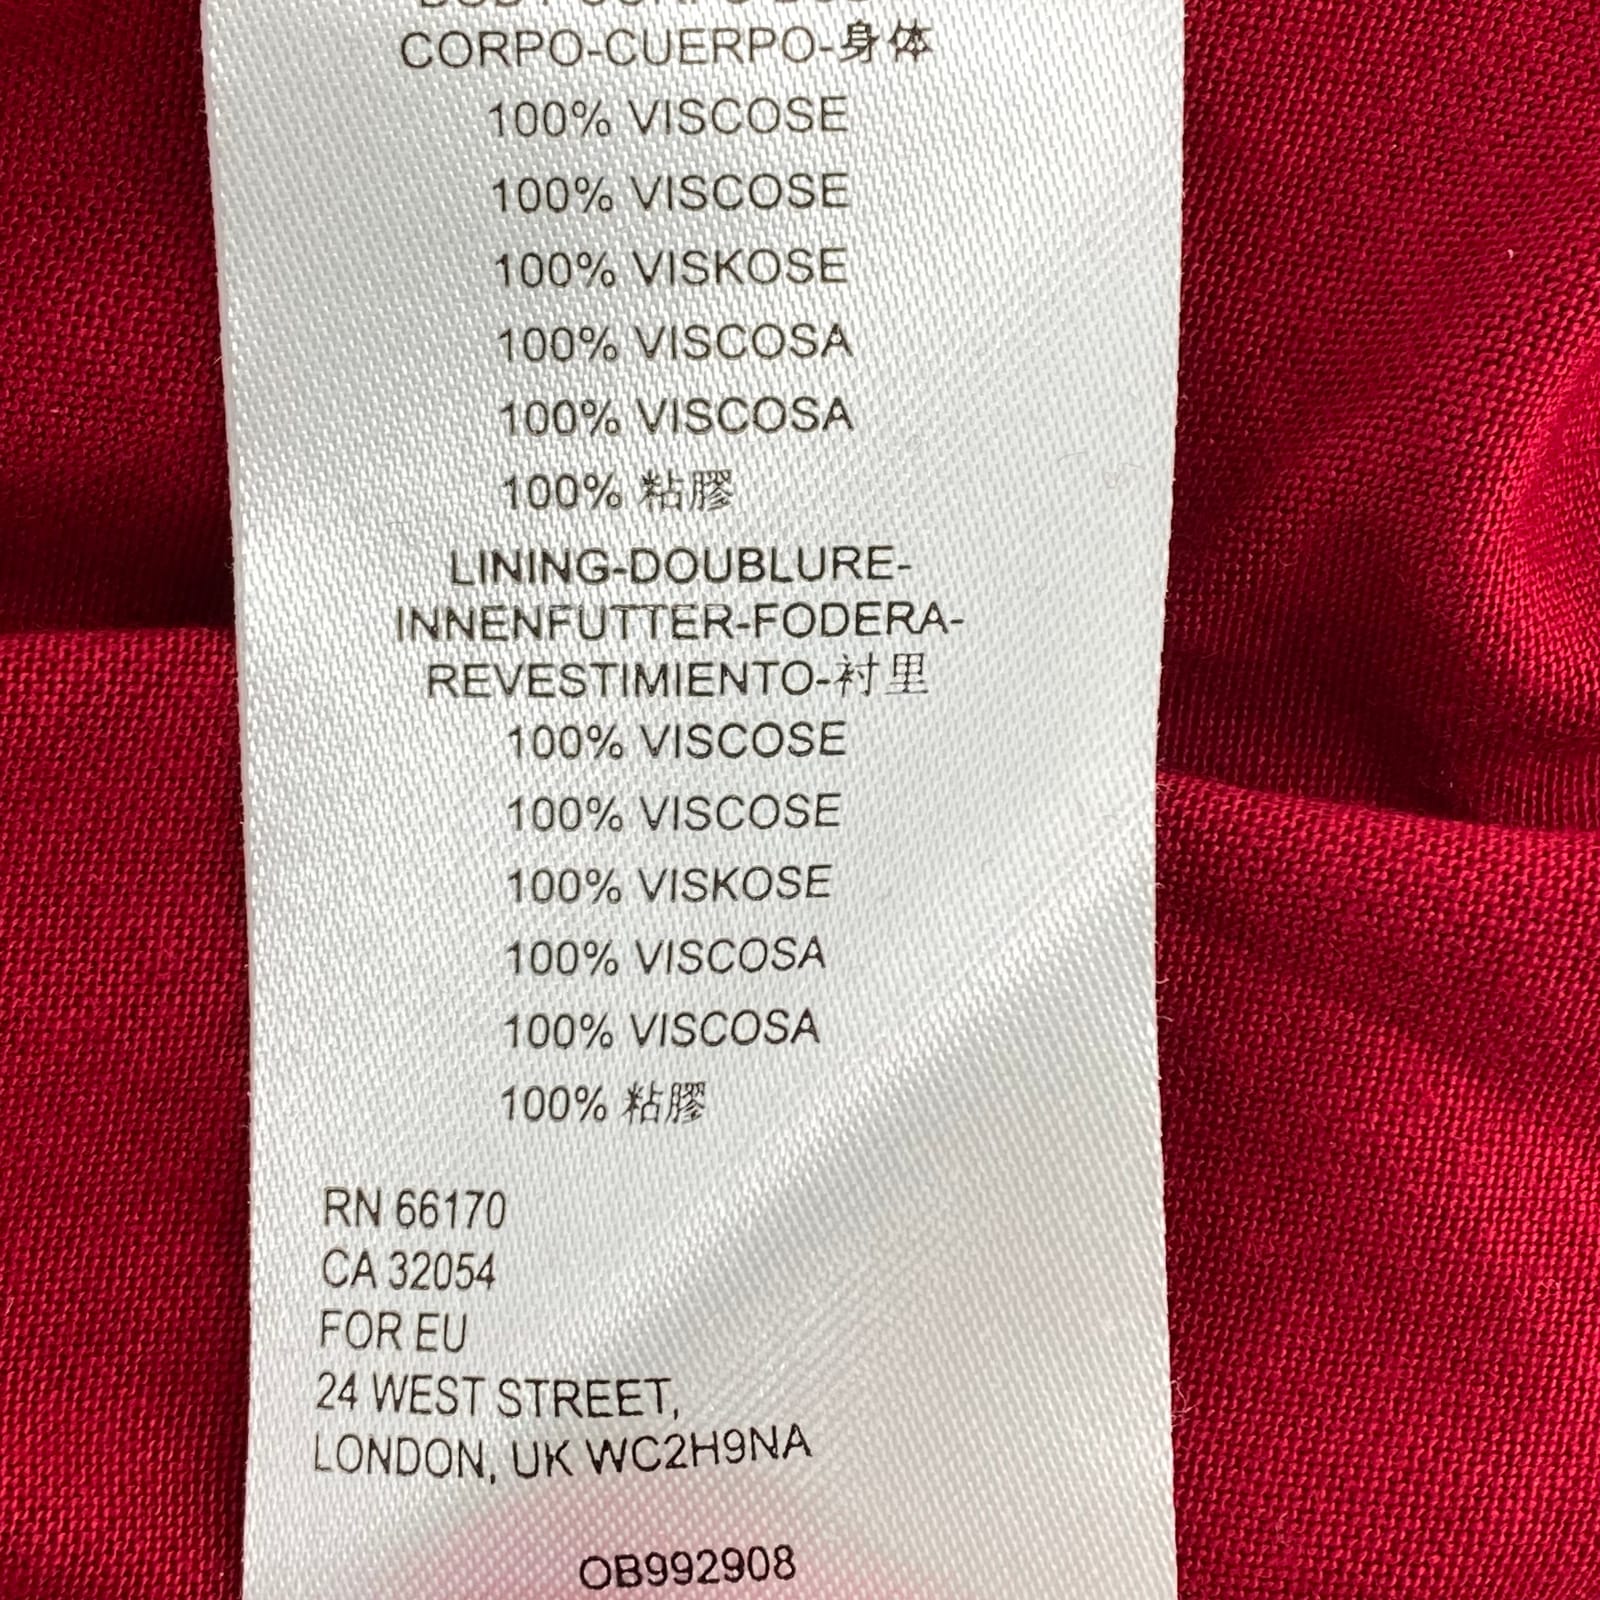 CORPO-CUERPO-身体
100% VISCOSE
100% VISCOSE
100% VISKOSE
100% VISCOSA
100% VISCOSA
100% 粘膠
LINING-DOUBLURE-
INNENFUTTER-FODERA-
REVESTIMIENTO-衬里
100% VISCOSE
100% VISCOSE
100% VISKOSE
100% VISCOSA
100% VISCOSA
100% 粘膠
RN 66170
CA 32054
FOR EU
24 WEST STREET,
LONDON, UK WC2H9NA
OB992908